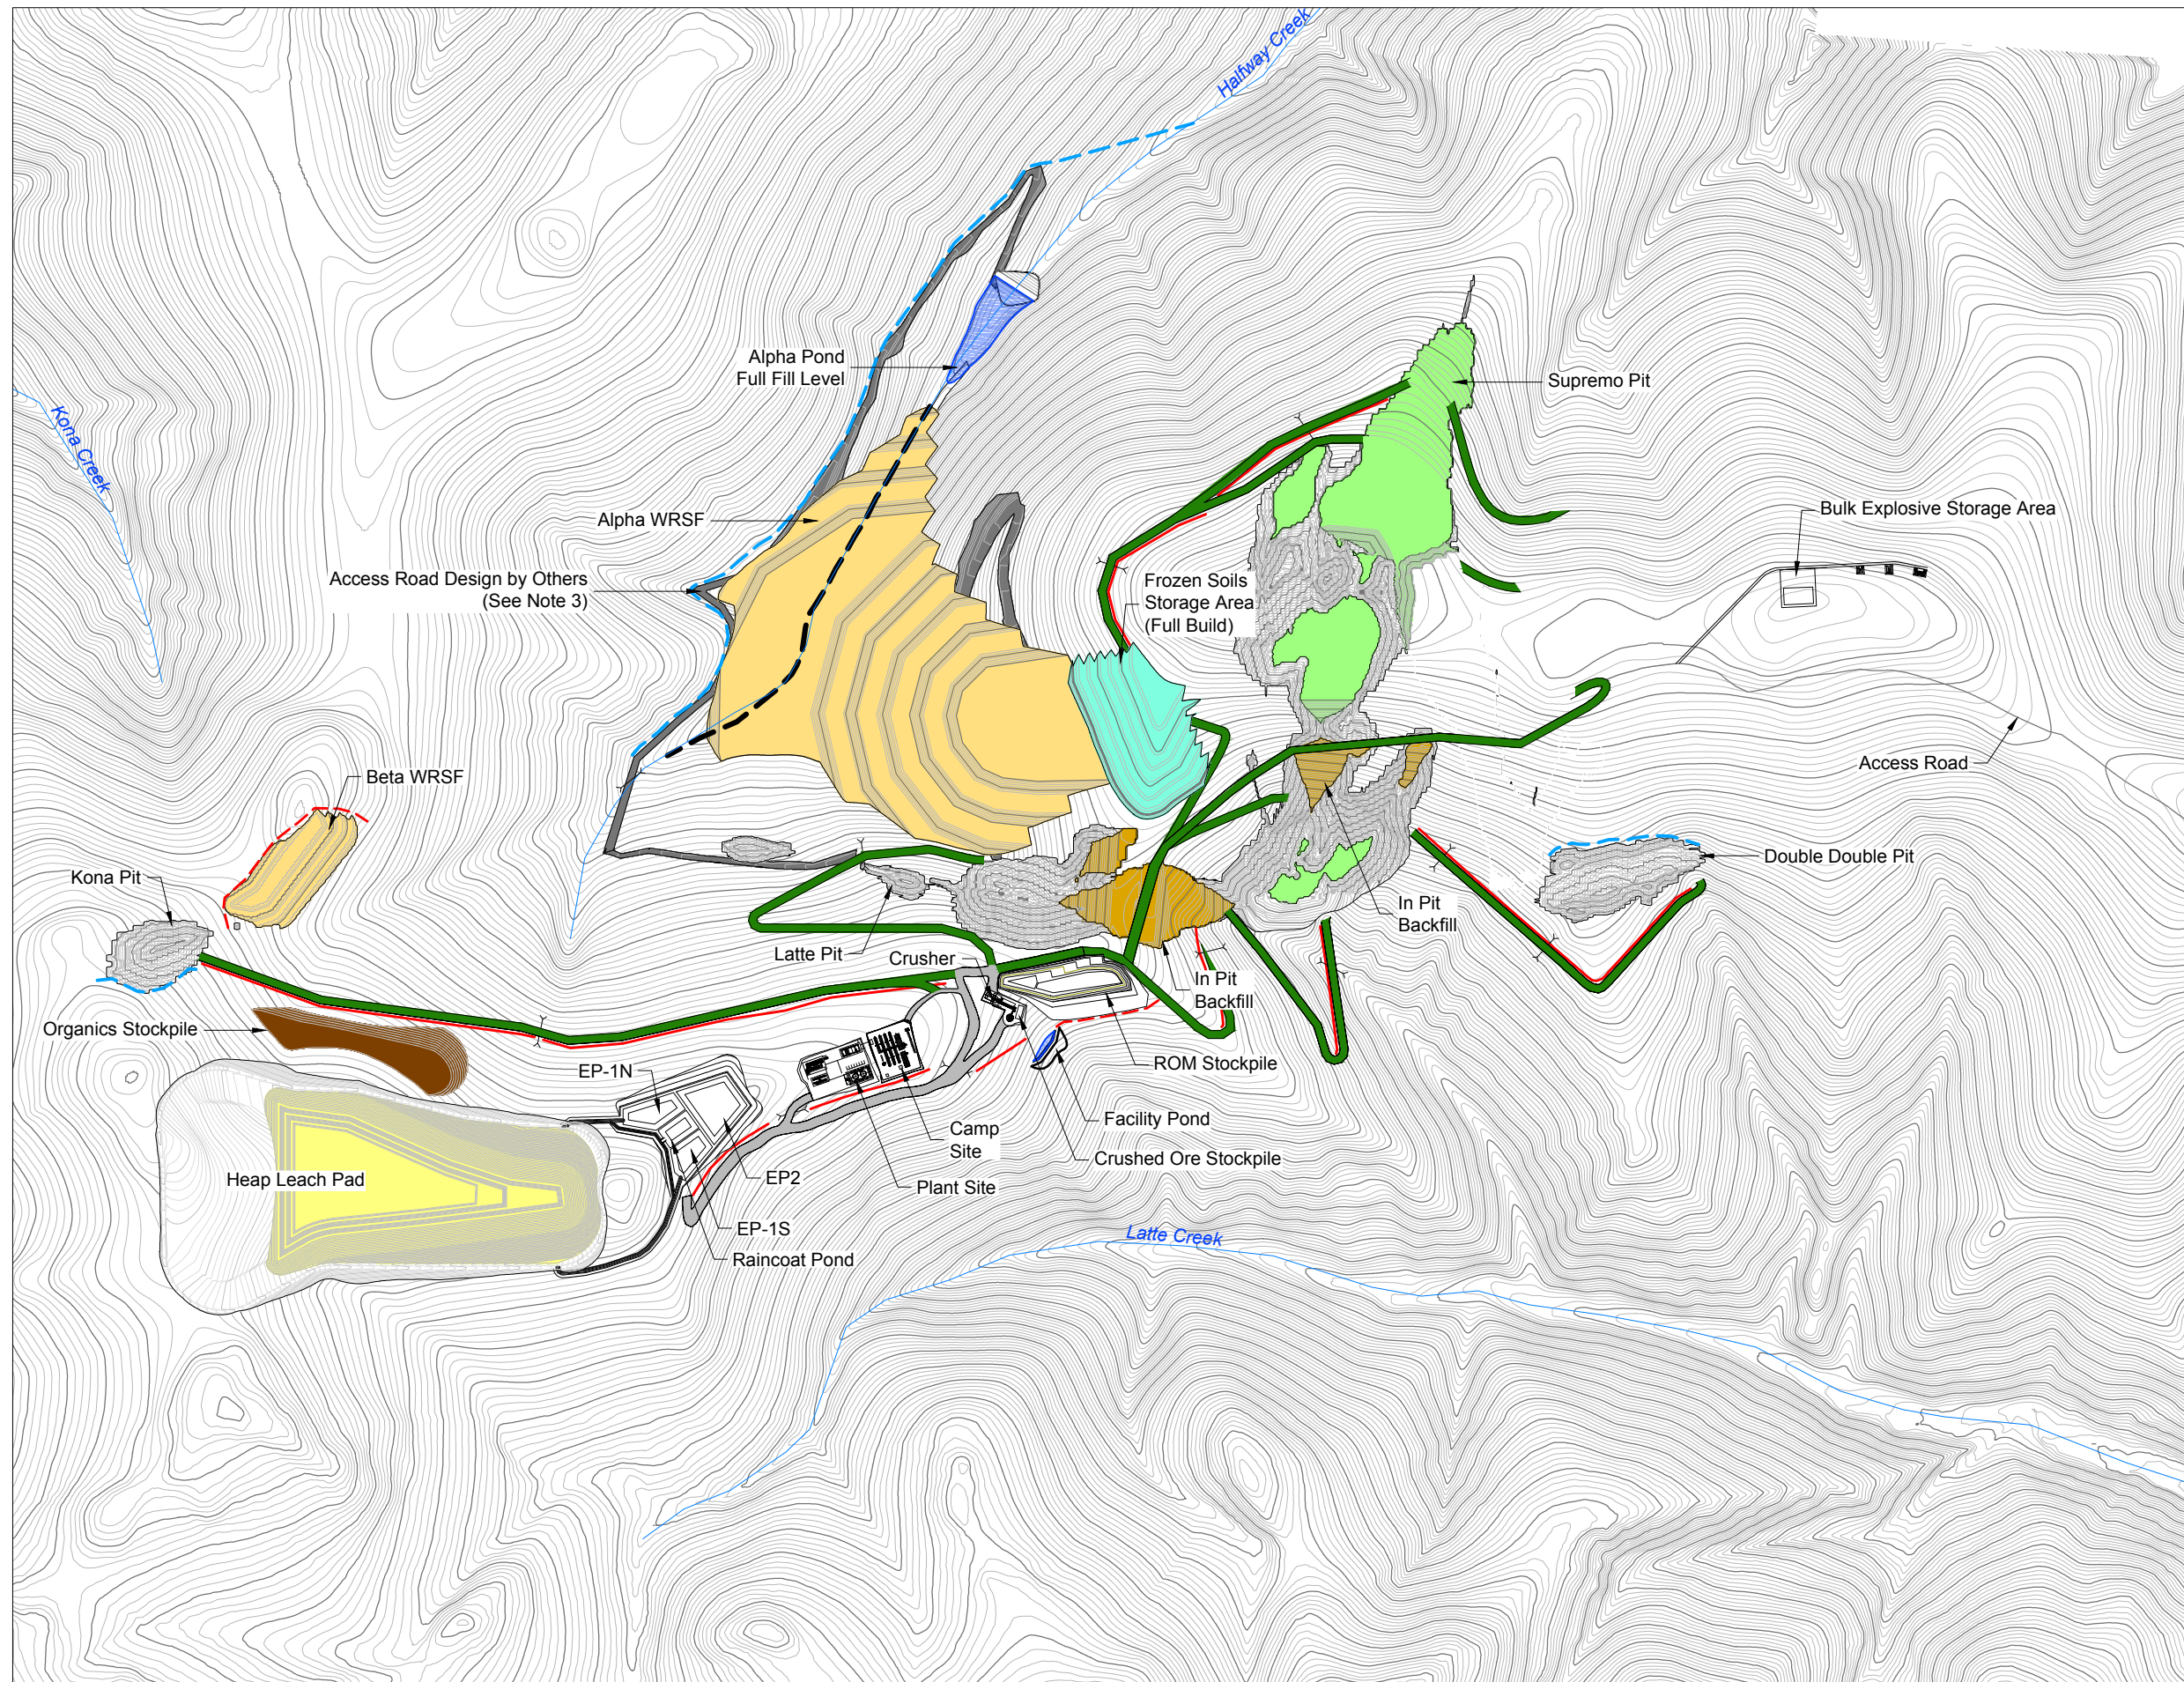 Halfway Creek
Alpha Pond
Full Fill Level
Supremo Pit
Kona Creek
Alpha WRSF
Bulk Explosive Storage Area
Access Road Design by Others
(See Note 3)
Frozen Soils
Storage Area
(Full Build)
Access Road
Beta WRSF
Double Double Pit
Kona Pit
In Pit
Backfill
Latte Pit
Crusher
In Pit
Backfill
Organics Stockpile
ROM Stockpile
EP-1N
Facility Pond
Camp
Site
Crushed Ore Stockpile
Heap Leach Pad
EP2
Plant Site
EP-1S
Raincoat Pond
Latte Creek